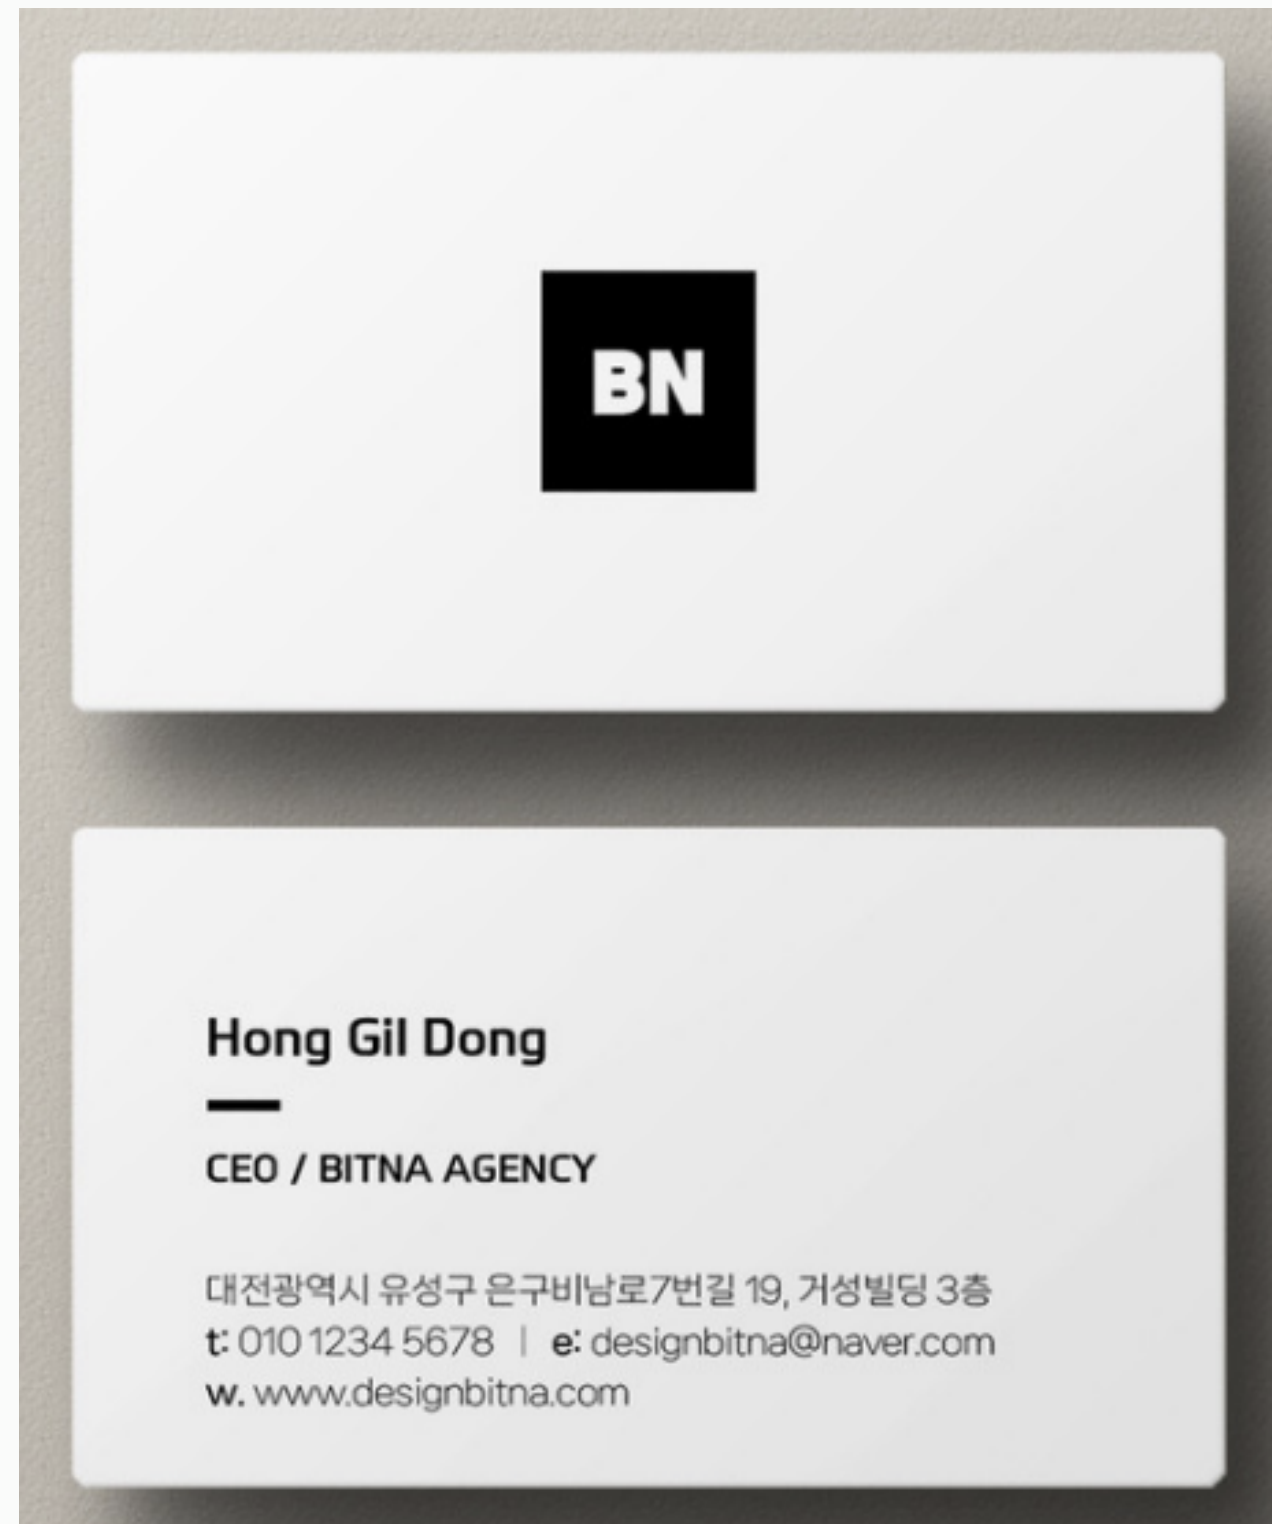 BN
Hong Gil Dong
CEO / BITNA AGENCY
대전광역시 유성구 은구비남로7번길 19, 거성빌딩 3층
t: 010 1234 5678 | e: designbitna@naver.com
w. www.designbitna.com